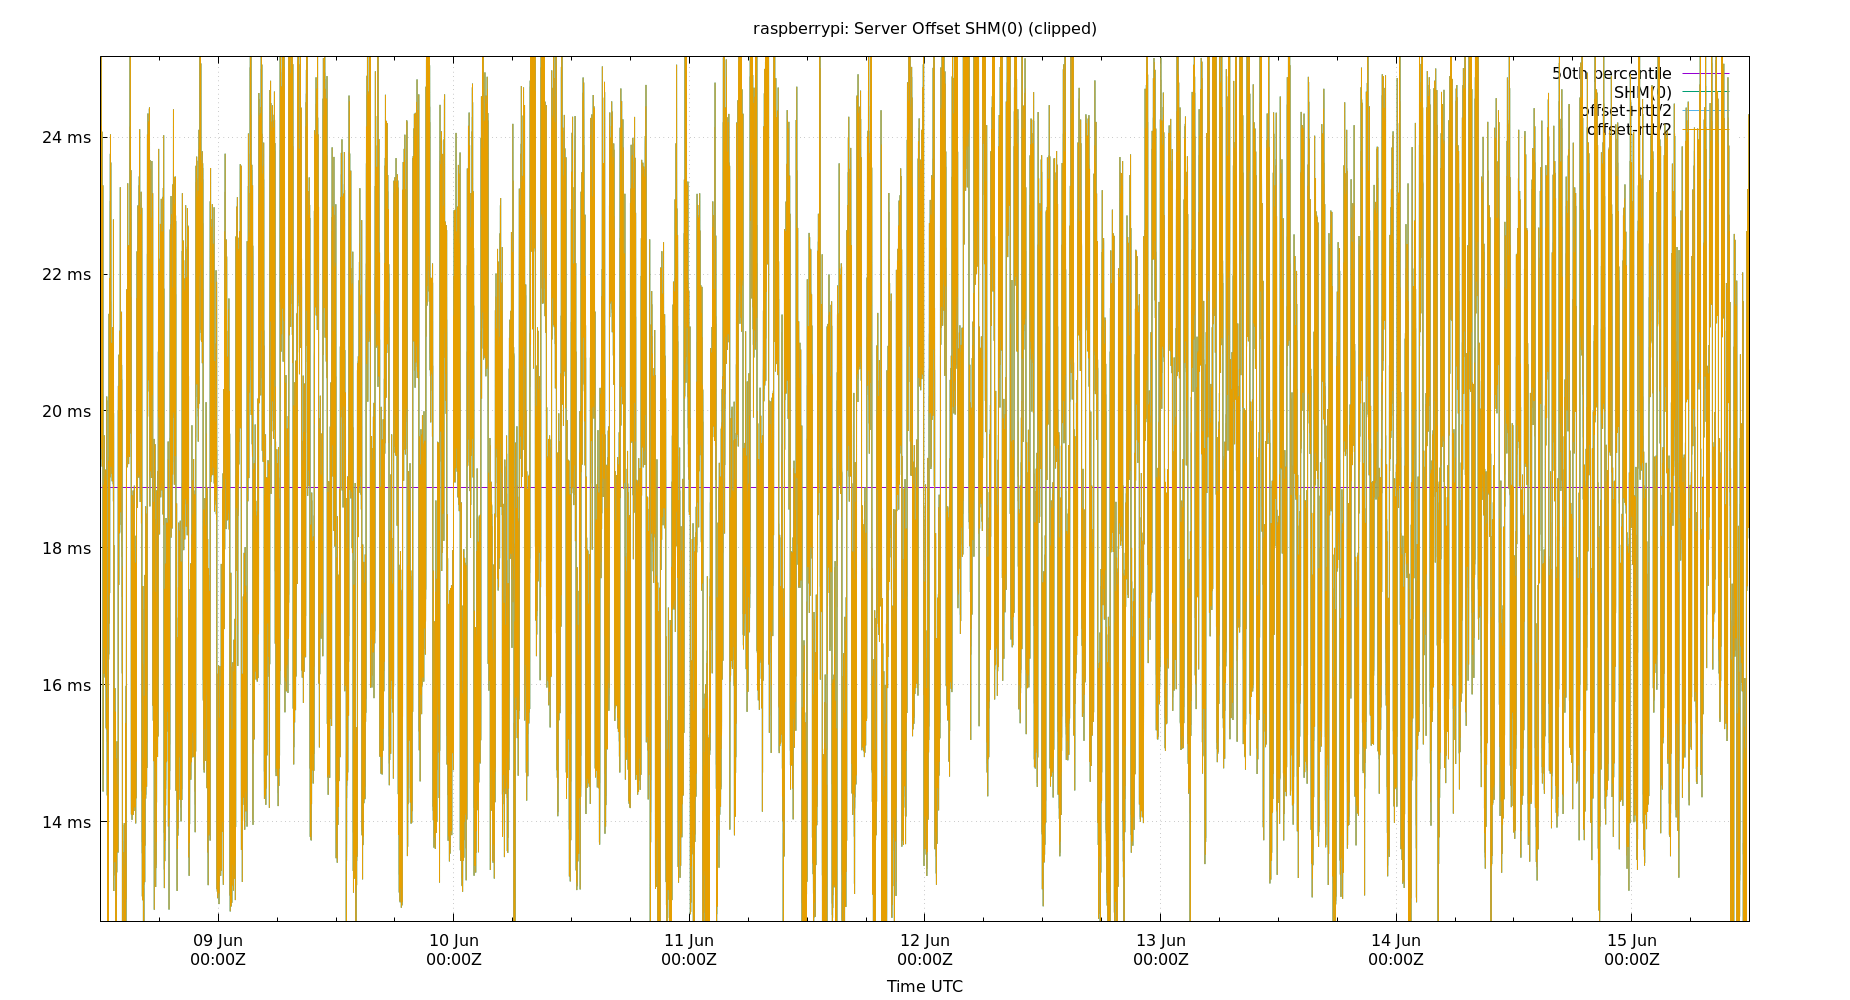 raspberrypi: Server Offset SHM(0) (clipped)
50th percentile
SHM(0)
offset+rtt/2
offset-rtt/2
24 ms
22 ms
20 ms
18 ms
16 ms
14 ms
09 Jun
00:00Z
10 Jun
00:00Z
11 Jun
00:00Z
12 Jun
00:00Z
13 Jun
00:00Z
14 Jun
00:00Z
15 Jun
00:00Z
Time UTC